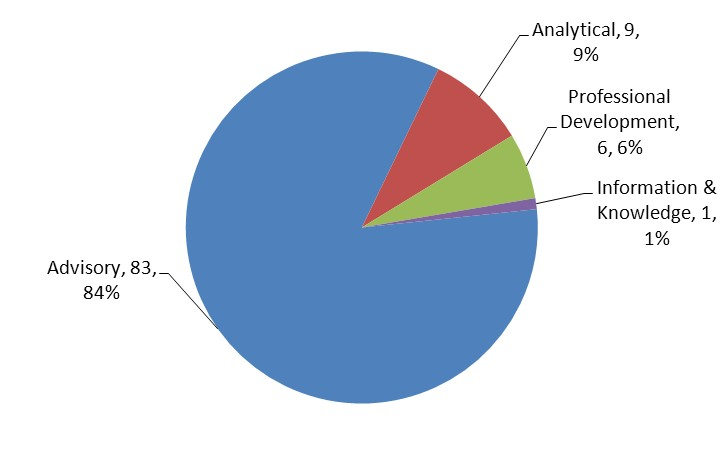 Analytical, 9,
9%
Professional
Development,
6, 6%
Information &
Knowledge, 1,
1%
Advisory, 83,
84%